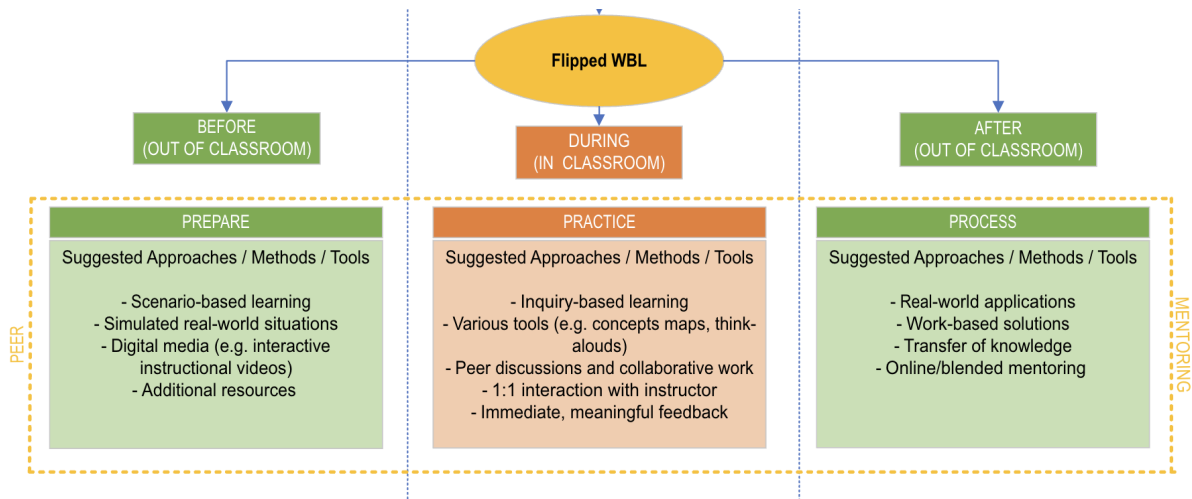 Flipped WBL
BEFORE
(OUT OF CLASSROOM)
DURING
(IN CLASSROOM)
AFTER
(OUT OF CLASSROOM)
PEER
PREPARE
Suggested Approaches / Methods / Tools
- Scenario-based learning
- Simulated real-world situations
- Digital media (e.g. interactive
instructional videos)
- Additional resources
PRACTICE
Suggested Approaches / Methods / Tools
- Inquiry-based learning
- Various tools (e.g. concepts maps, think-
alouds)
- Peer discussions and collaborative work
- 1:1 interaction with instructor
- Immediate, meaningful feedback
PROCESS
Suggested Approaches / Methods / Tools
- Real-world applications
- Work-based solutions
- Transfer of knowledge
- Online/blended mentoring
MENTORING